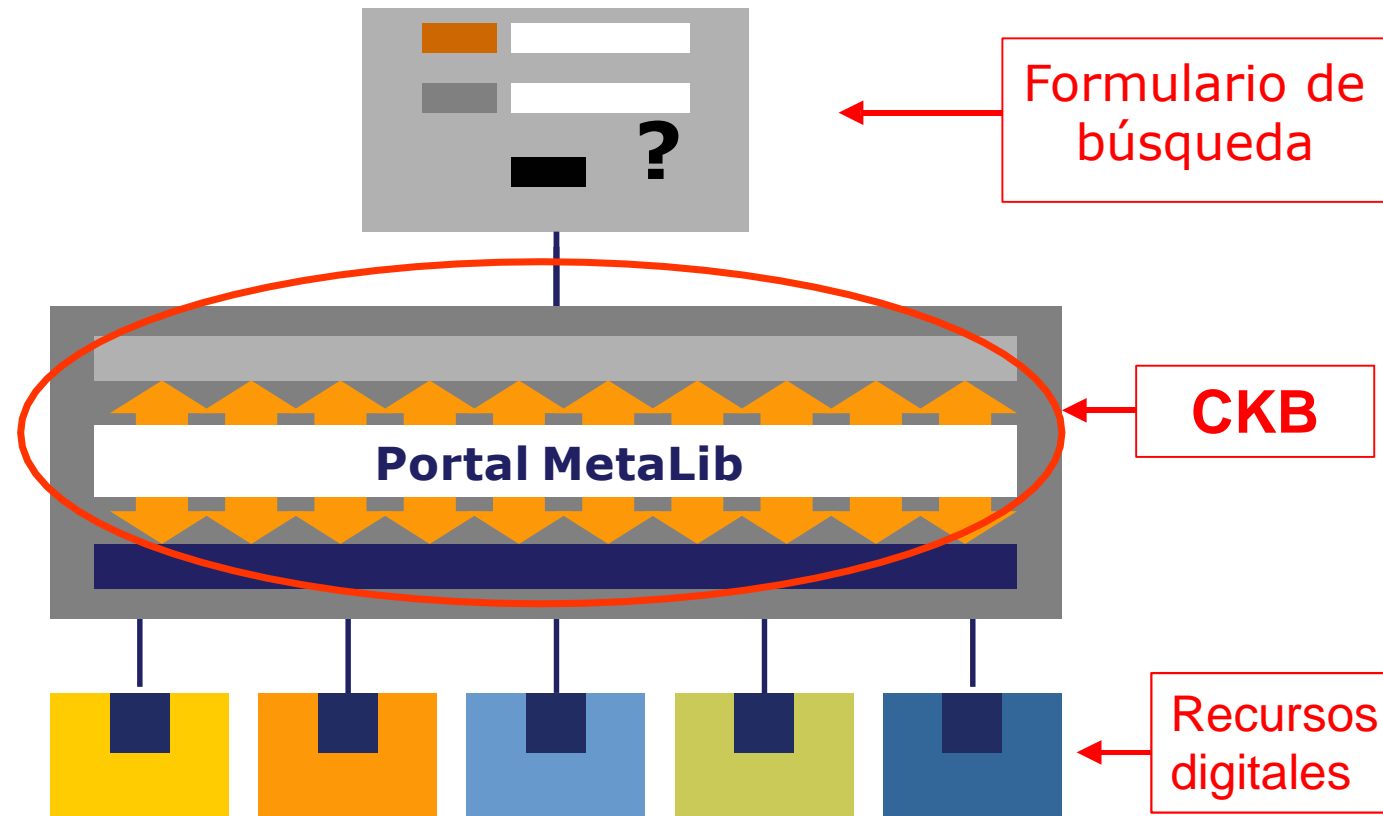 ?
Formulario de
búsqueda
CKB
Portal MetaLib
Recursos
digitales